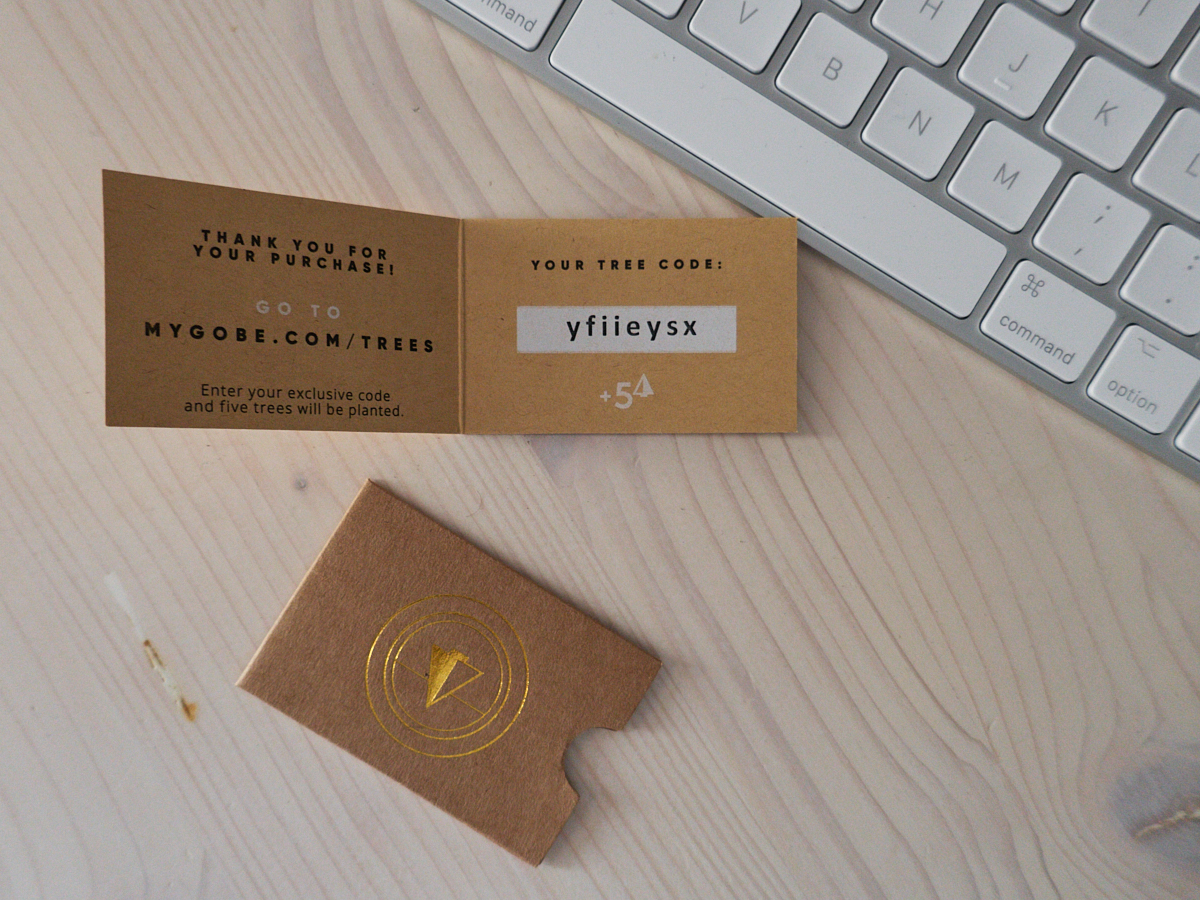 THANK YOU FOR
YOUR PURCHASE!
GO TO
MYGOBE.COM/TREES
Enter your exclusive code
and five trees will be planted.
YOUR TREE CODE:
yfiieysx
+5
command
V
H
B
J
N
K
M
L
;
,
:
.
⌘
command
⌥
option